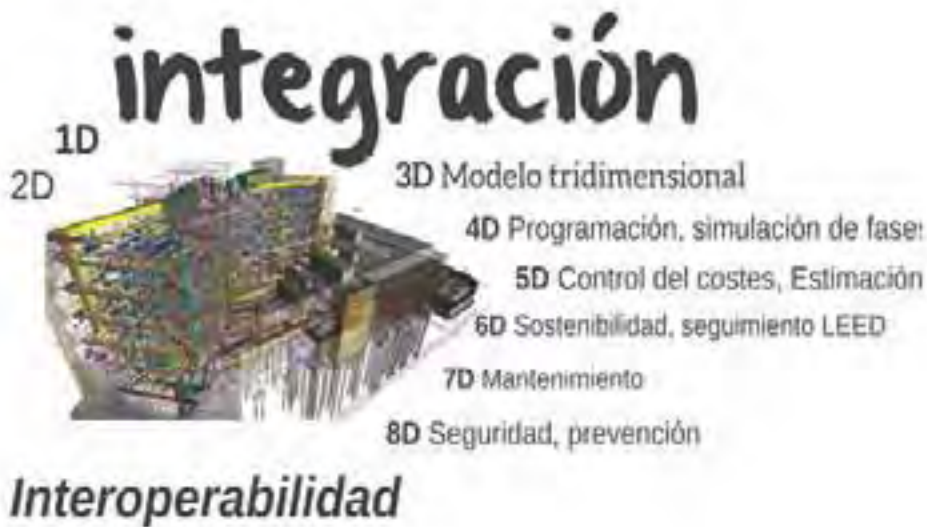 integración
1D
2D
3D Modelo tridimensional
4D Programación, simulación de fases
5D Control del costes, Estimación
6D Sostenibilidad, seguimiento LEED
7D Mantenimiento
8D Seguridad, prevención
Interoperabilidad